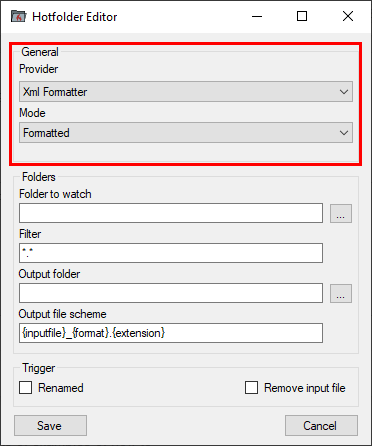 Hotfolder Editor
General
Provider
Xml Formatter
Mode
Formatted
Folders
Folder to watch
...
Filter
*.*
Output folder
...
Output file scheme
{inputfile}_{format}.{extension}
Trigger
Renamed Remove input file
Save Cancel